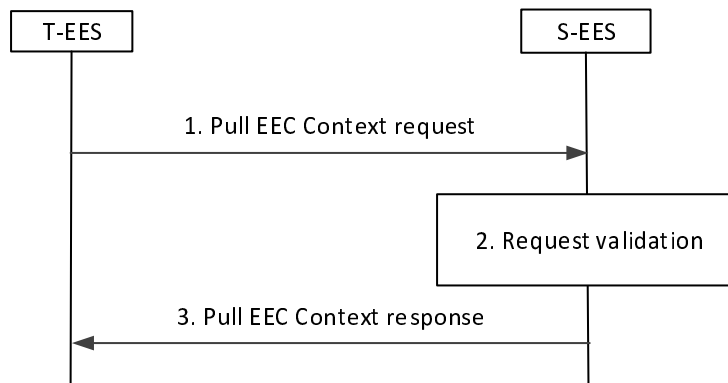 T-EES
S-EES
1. Pull EEC Context request
2. Request validation
3. Pull EEC Context response